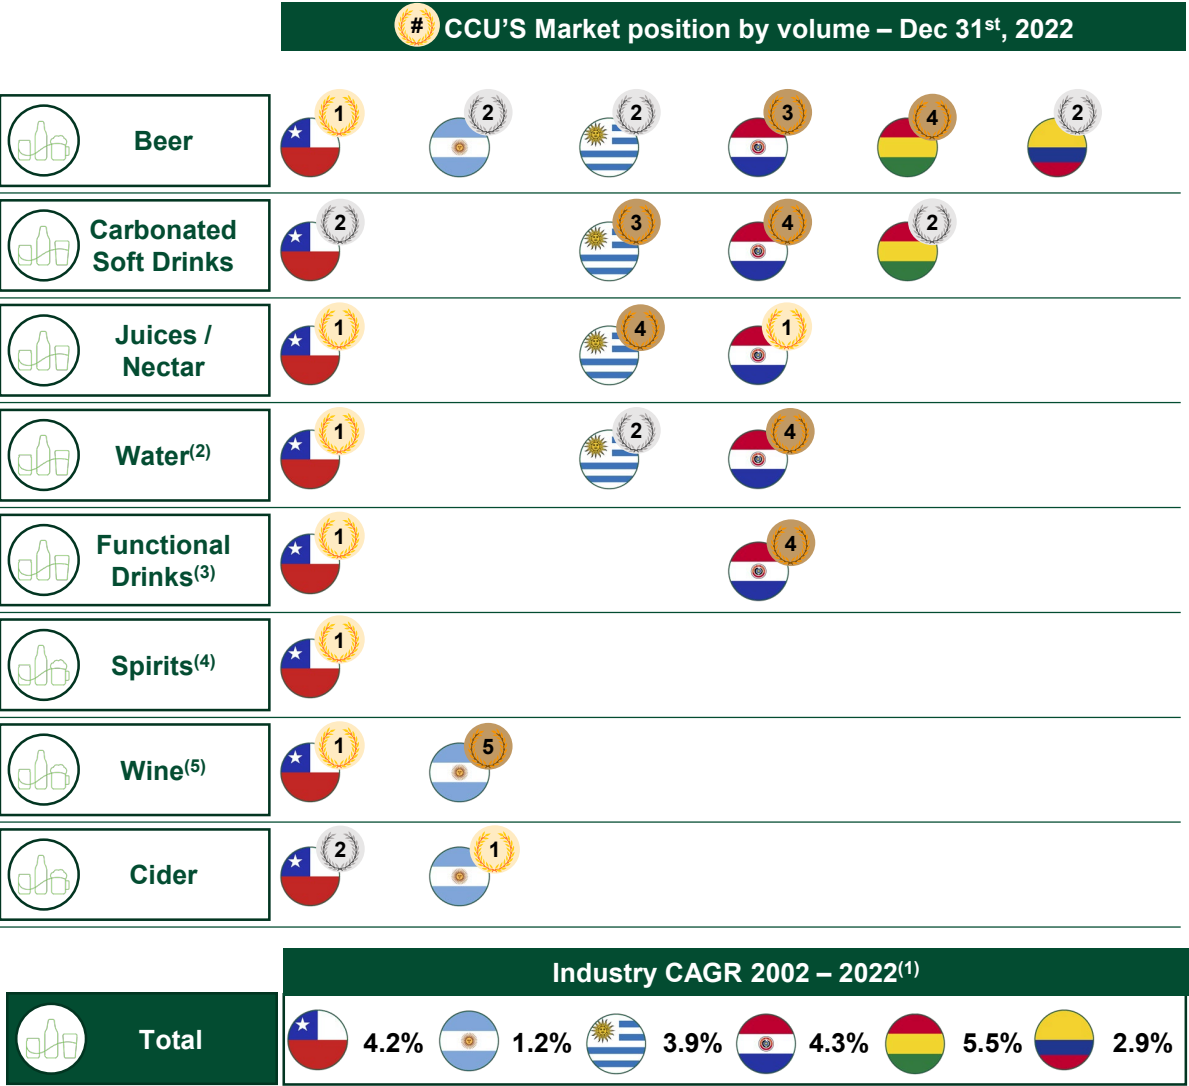 # CCU'S Market position by volume – Dec 31st, 2022
Beer
1
2
2
3
4
2
Carbonated
Soft Drinks
2
3
4
2
Juices /
Nectar
1
4
1
Water(2)
1
2
4
Functional
Drinks(3)
1
4
Spirits(4)
1
Wine(5)
1
5
Cider
2
1
Industry CAGR 2002 – 2022(1)
Total
4.2%
1.2%
3.9%
4.3%
5.5%
2.9%